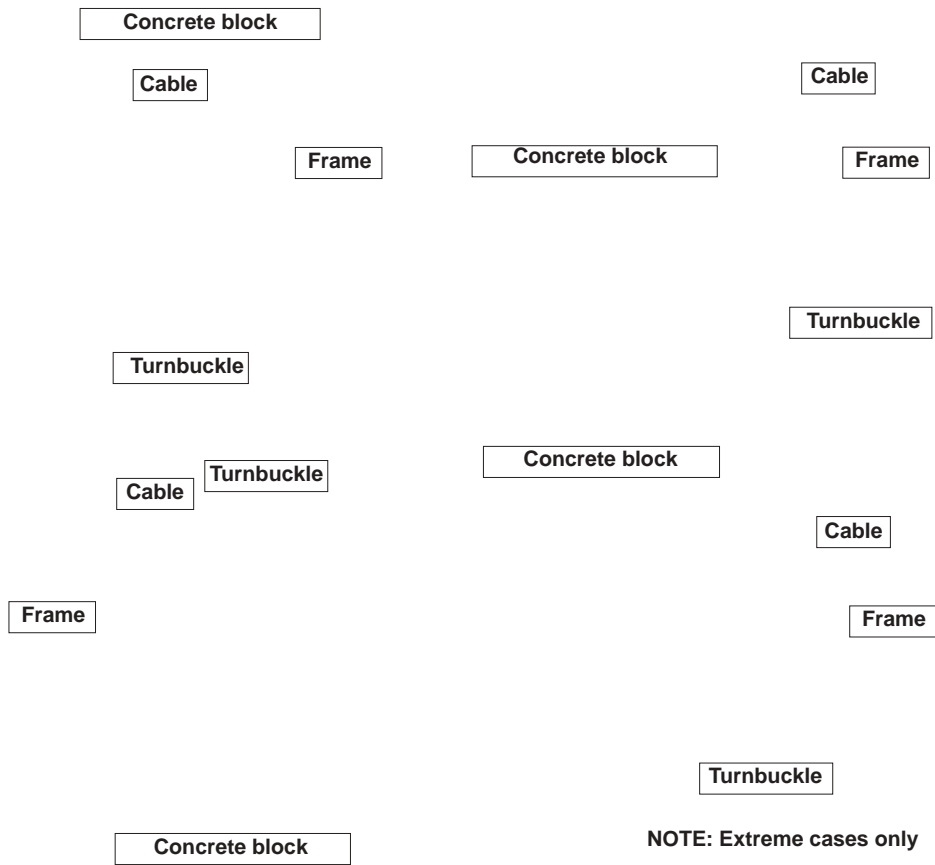 Concrete block
Cable
Cable
Frame
Concrete block
Frame
Turnbuckle
Turnbuckle
Concrete block
Turnbuckle
Cable
Cable
Frame
Frame
Turnbuckle
NOTE: Extreme cases only
Concrete block